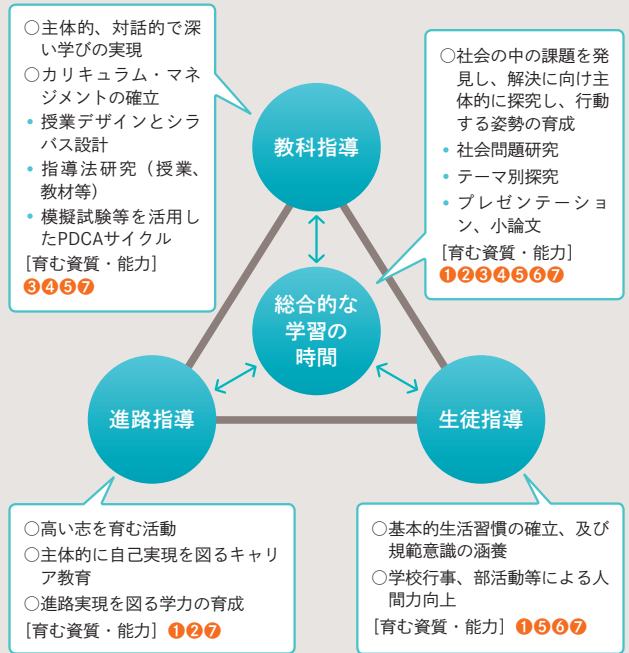 ○主体的、対話的で深
い学びの実現
○カリキュラム・マネ
ジメントの確立
• 授業デザインとシラ
バス設計
• 指導法研究（授業、
教材等）
• 模擬試験等を活用し
たPDCAサイクル
[育む資質・能力]
❸❹❺❼
○社会の中の課題を発
見し、解決に向け主
体的に探究し、行動
する姿勢の育成
• 社会問題研究
• テーマ別探究
• プレゼンテーショ
ン、小論文
[育む資質・能力]
❶❷❸❹❺❻❼
教科指導
総合的な
学習の
時間
進路指導
生徒指導
○高い志を育む活動
○主体的に自己実現を図るキャリ
ア教育
○進路実現を図る学力の育成
[育む資質・能力] ❶❷❼
○基本的生活習慣の確立、及び
規範意識の涵養
○学校行事、部活動等による人
間力向上
[育む資質・能力] ❶❺❻❼